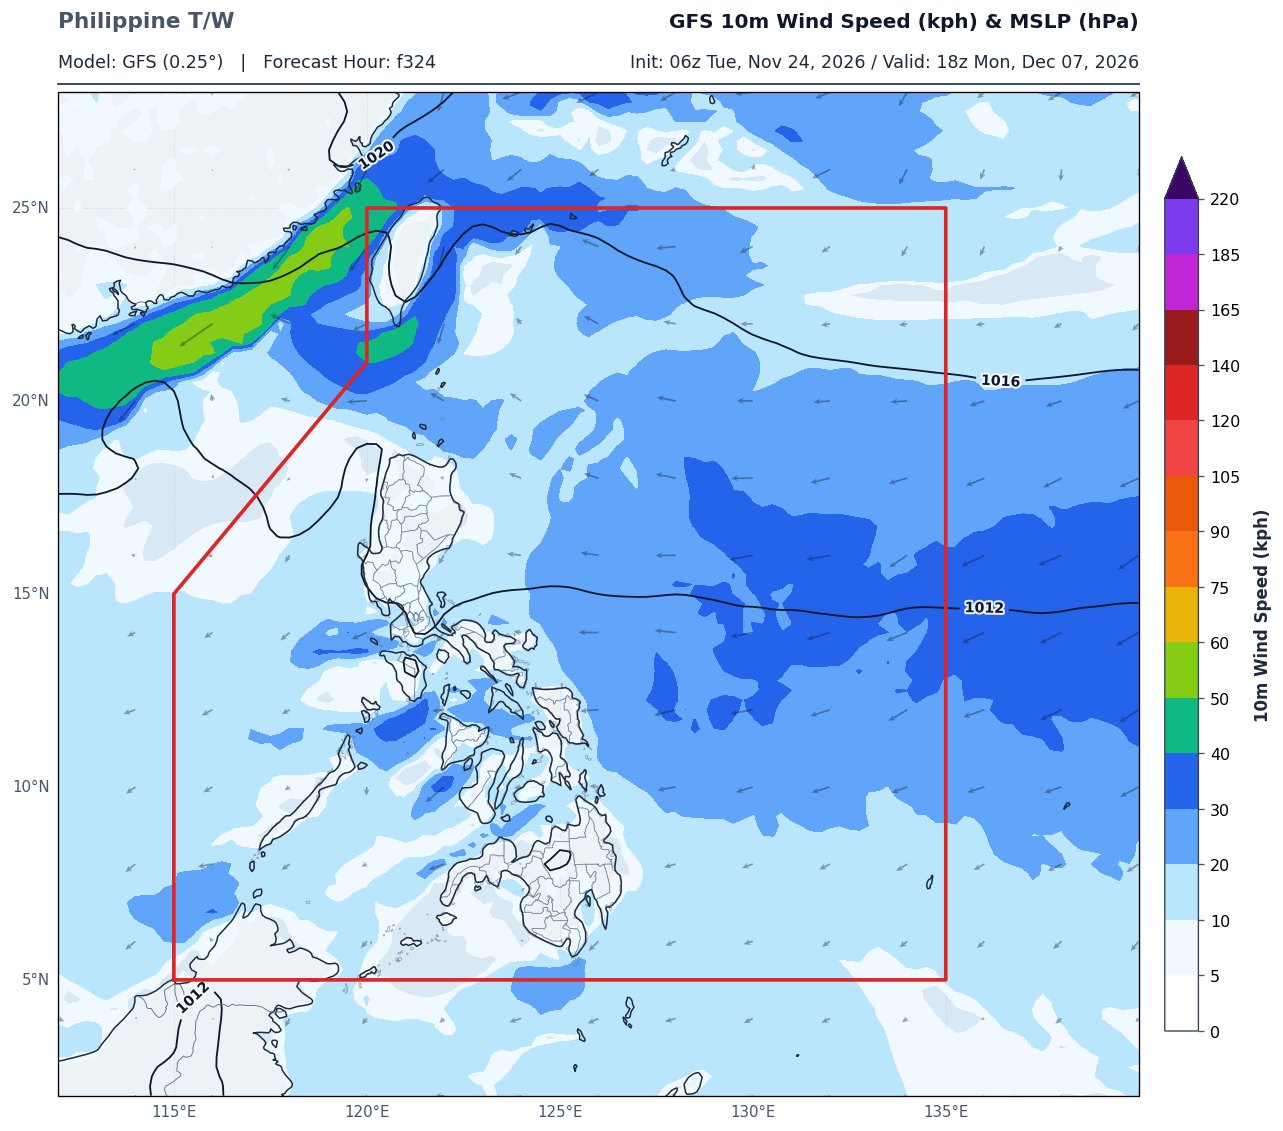 Philippine T/W
GFS 10m Wind Speed (kph) & MSLP (hPa)
Model: GFS (0.25°) | Forecast Hour: f324
Init: 06z Tue, Nov 24, 2026 / Valid: 18z Mon, Dec 07, 2026
1020
1016
1012
1012
25°N
20°N
15°N
10°N
5°N
115°E
120°E
125°E
130°E
135°E
220
185
165
140
120
105
90
75
60
50
40
30
20
10
5
0
10m Wind Speed (kph)